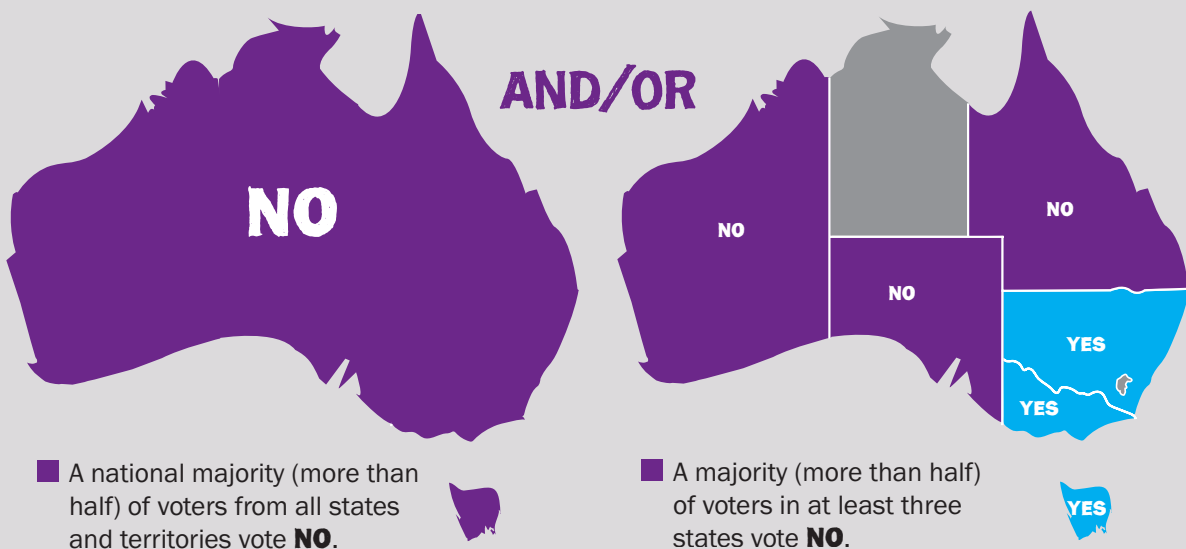 AND/OR
NO
A national majority (more than
half) of voters from all states
and territories vote NO.
NO
NO
NO
YES
YES
YES
A majority (more than half)
of voters in at least three
states vote NO.